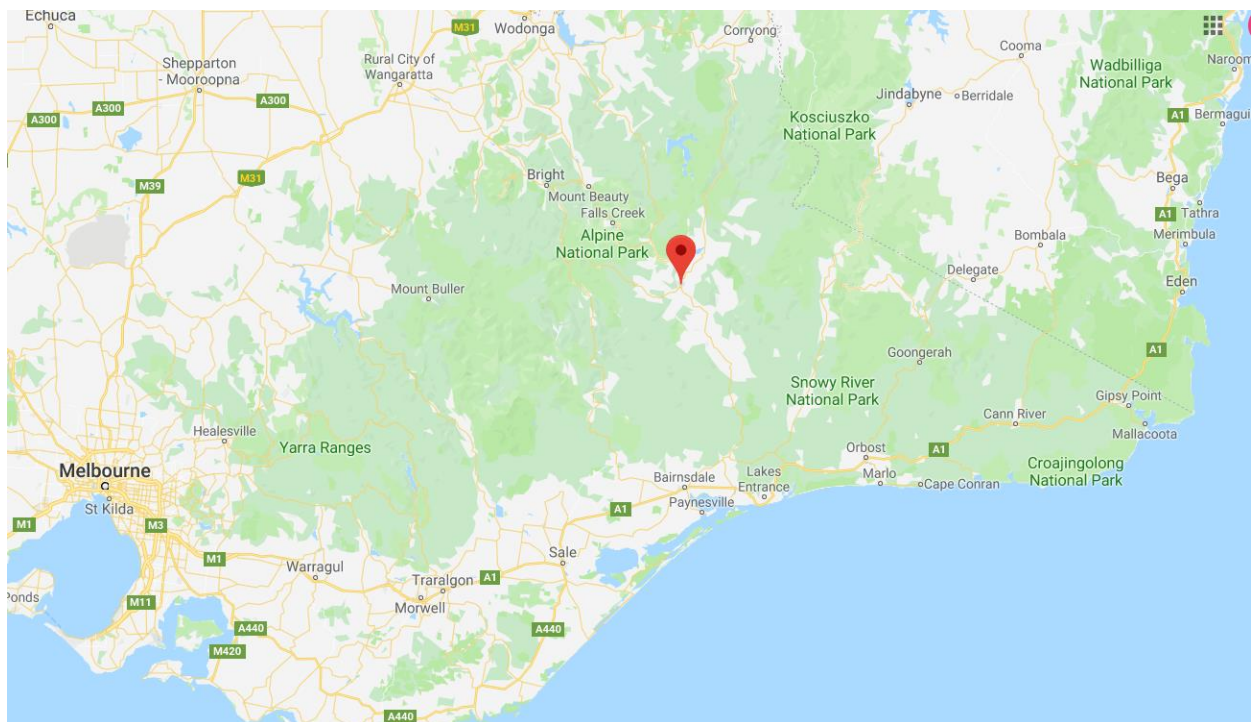 Echuca
Wodonga
M31
Corryong
Cooma
Naroom
Shepparton
- Mooroopna
Rural City of
Wangaratta
Wadbilliga
National Park
A300
A300
A300
Jindabyne
Berridale
Kosciuszko
National Park
A1
Bermagui
M39
M31
Bright
Mount Beauty
Falls Creek
Alpine
National Park
Bega
A1
Tathra
Merimbula
Bombala
Delegate
Eden
Mount Buller
Goongerah
A1
Snowy River
National Park
Gipsy Point
Cann River
Mallacoota
Healesville
Yarra Ranges
Orbost
A1
Melbourne
St Kilda
Bairnsdale
Lakes
Entrance
Marlo
Cape Conran
Croajingolong
National Park
Paynesville
M1
M3
A1
M1
Sale
Warragul
Traralgon
A1
Morwell
Ponds
M11
A440
A440
M420
A440